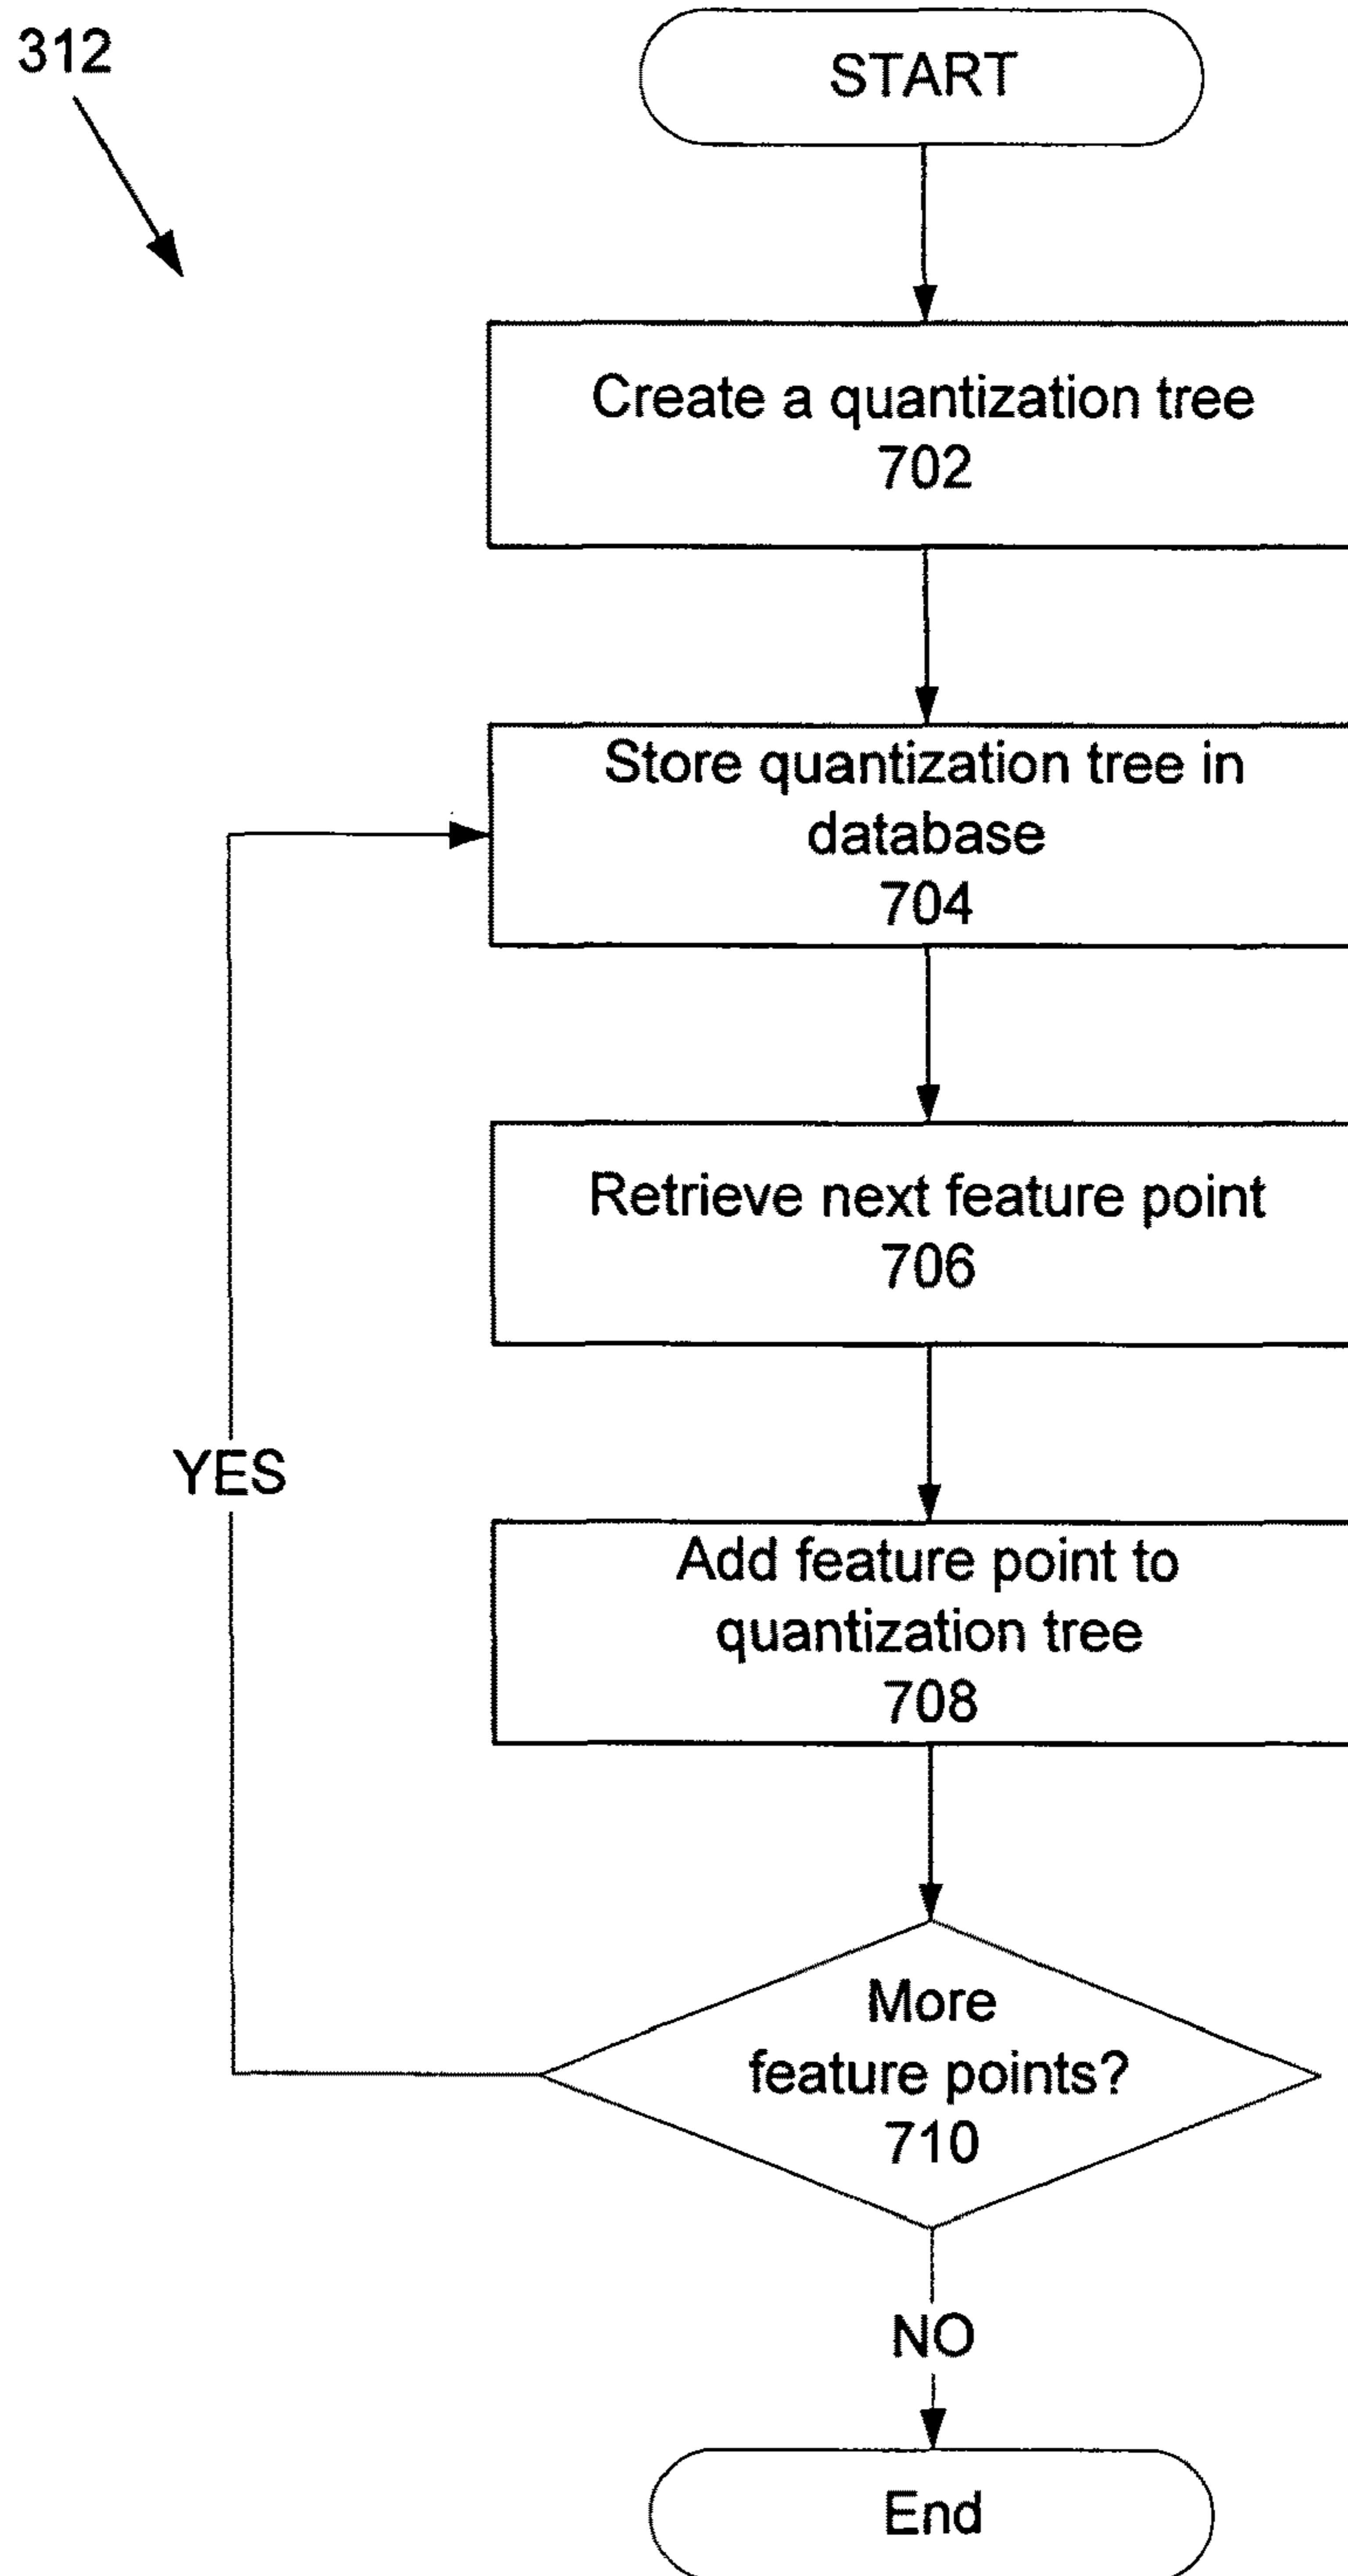 312
START
Create a quantization tree
702
Store quantization tree in
database
704
Retrieve next feature point
706
YES
Add feature point to
quantization tree
708
More
feature points?
710
NO
End